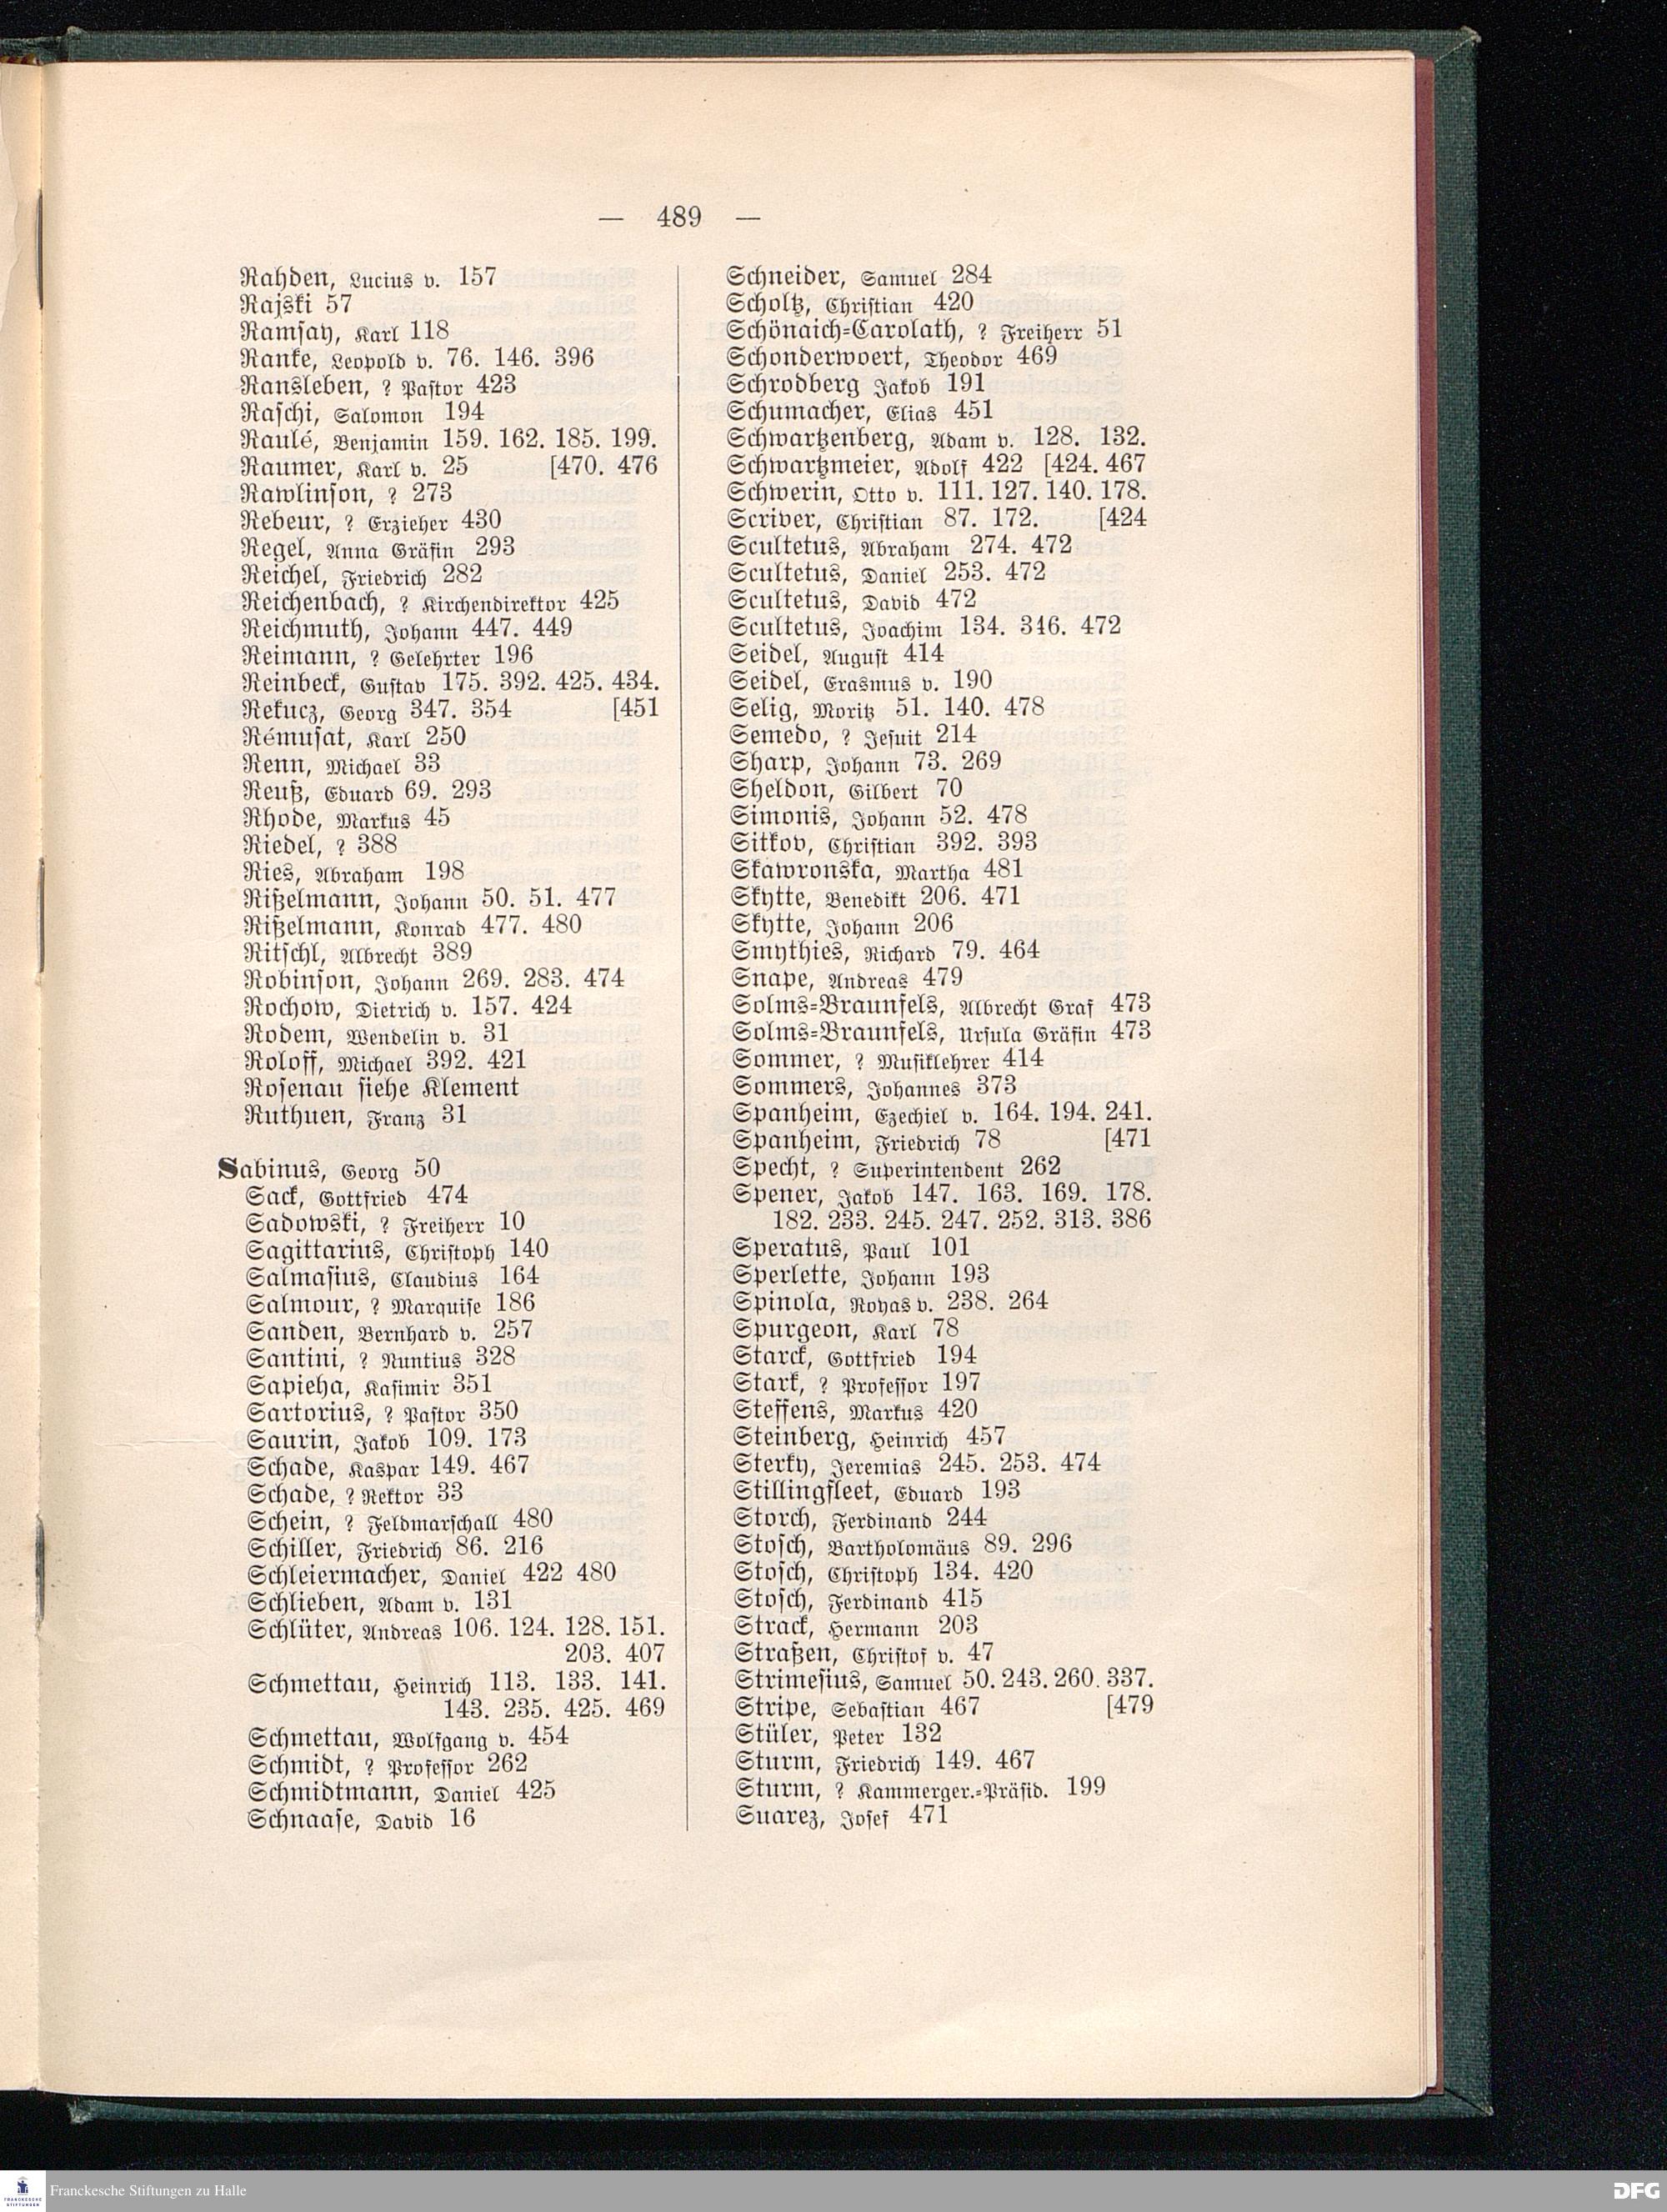 — 489 —
Rahden, Lucius v. 157
Rajski 57
Ramsay, Karl 118
Ranke, Leopold v. 76. 146. 396
Ransleben, ? Pastor 423
Raschi, Salomon 194
Raulé, Benjamin 159. 162. 185. 199.
Raumer, Karl v. 25 [470. 476
Rawlinson, ? 273
Rebeur, ? Erzieher 430
Regel, Anna Gräfin 293
Reichel, Friedrich 282
Reichenbach, ? Kirchendirektor 425
Reichmuth, Johann 447. 449
Reimann, ? Gelehrter 196
Reinbeck, Gustav 175. 392. 425. 434.
Rekucz, Georg 347. 354 [451
Rémusat, Karl 250
Renn, Michael 33
Reuß, Eduard 69. 293
Rhode, Markus 45
Riedel, ? 388
Ries, Abraham 198
Rißelmann, Johann 50. 51. 477
Rißelmann, Konrad 477. 480
Ritschl, Albrecht 389
Robinson, Johann 269. 283. 474
Rochow, Dietrich v. 157. 424
Rodem, Wendelin v. 31
Roloff, Michael 392. 421
Rosenau siehe Klement
Ruthuen, Franz 31
Sabinus, Georg 50
Sack, Gottfried 474
Sadowski, ? Freiherr 10
Sagittarius, Christoph 140
Salmasius, Claudius 164
Salmour, ? Marquise 186
Sanden, Bernhard v. 257
Santini, ? Nuntius 328
Sapieha, Kasimir 351
Sartorius, ? Pastor 350
Saurin, Jakob 109. 173
Schade, Kaspar 149. 467
Schade, ? Rektor 33
Schein, ? Feldmarschall 480
Schiller, Friedrich 86. 216
Schleiermacher, Daniel 422 480
Schlieben, Adam v. 131
Schlüter, Andreas 106. 124. 128. 151.
203. 407
Schmettau, Heinrich 113. 133. 141.
143. 235. 425. 469
Schmettau, Wolfgang v. 454
Schmidt, ? Professor 262
Schmidtmann, Daniel 425
Schnaase, David 16
Schneider, Samuel 284
Scholtz, Christian 420
Schönaich=Carolath, ? Freiherr 51
Schonderwoert, Theodor 469
Schrodberg Jakob 191
Schumacher, Elias 451
Schwartzenberg, Adam v. 128. 132.
Schwartzmeier, Adolf 422 [424. 467
Schwerin, Otto v. 111. 127. 140. 178.
Scriver, Christian 87. 172. [424
Scultetus, Abraham 274. 472
Scultetus, Daniel 253. 472
Scultetus, David 472
Scultetus, Joachim 134. 346. 472
Seidel, August 414
Seidel, Erasmus v. 190
Selig, Moritz 51. 140. 478
Semedo, ? Jesuit 214
Sharp, Johann 73. 269
Sheldon, Gilbert 70
Simonis, Johann 52. 478
Sitkov, Christian 392. 393
Skawronska, Martha 481
Skytte, Benedikt 206. 471
Skytte, Johann 206
Smythies, Richard 79. 464
Snape, Andreas 479
Solms=Braunfels, Albrecht Graf 473
Solms=Braunfels, Ursula Gräfin 473
Sommer, ? Musiklehrer 414
Sommers, Johannes 373
Spanheim, Ezechiel v. 164. 194. 241.
Spanheim, Friedrich 78 [471
Specht, ? Superintendent 262
Spener, Jakob 147. 163. 169. 178.
182. 233. 245. 247. 252. 313. 386
Speratus, Paul 101
Sperlette, Johann 193
Spinola, Royas v. 238. 264
Spurgeon, Karl 78
Starck, Gottfried 194
Stark, ? Professor 197
Steffens, Markus 420
Steinberg, Heinrich 457
Sterky, Jeremias 245. 253. 474
Stillingfleet, Eduard 193
Storch, Ferdinand 244
Stosch, Bartholomäus 89. 296
Stosch, Christoph 134. 420
Stosch, Ferdinand 415
Strack, Hermann 203
Straßen, Christof v. 47
Strimesius, Samuel 50. 243. 260. 337.
Stripe, Sebastian 467 [479
Stüler, Peter 132
Sturm, Friedrich 149. 467
Sturm, ? Kammerger.=Präsid. 199
Suarez, Josef 471
FRANCKESCHE
STIFTUNGEN
Franckesche Stiftungen zu Halle
DFG